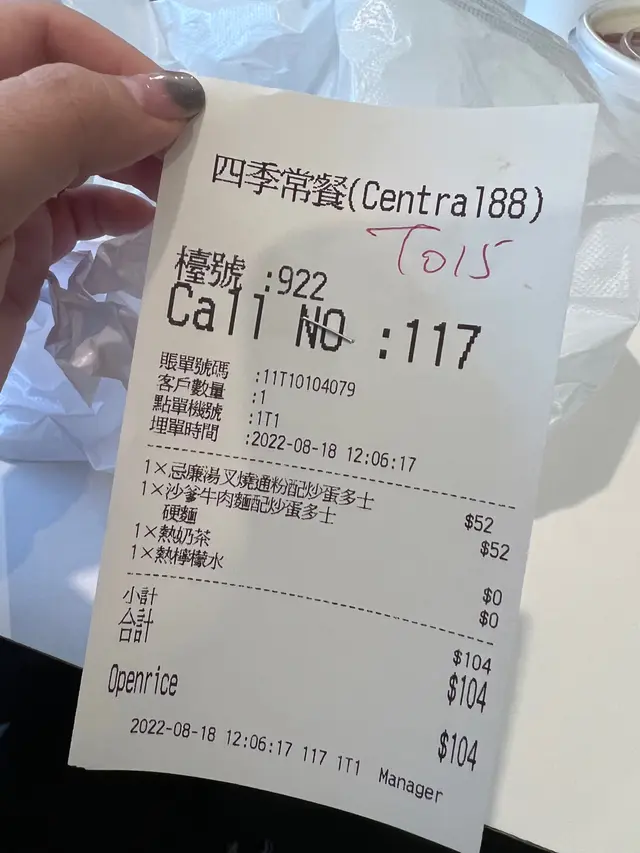 四季常餐(Central88)
To15
檯號 :922
Call NO :117
賬單號碼 :11T10104079
客戶數量 :1
點單機號 :1T1
埋單時間 :2022-08-18 12:06:17
1×忌廉湯叉燒通粉配炒蛋多士 $52
1×沙爹牛肉麵配炒蛋多士 $52
硬麵
1×熱奶茶 $0
1×熱檸檬水 $0
小計 $104
合計 $104
Openrice $104
2022-08-18 12:06:17 117 1T1 Manager